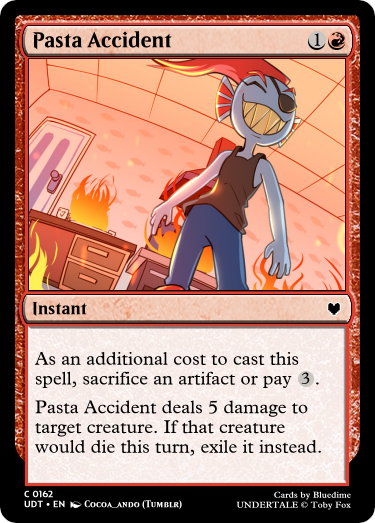 Pasta Accident 1
Instant
As an additional cost to cast this
spell, sacrifice an artifact or pay 3.
Pasta Accident deals 5 damage to
target creature. If that creature
would die this turn, exile it instead.
C 0162
UDT • EN Cocoa_ando (Tumblr)
Cards by Bluedime
UNDERTALE © Toby Fox